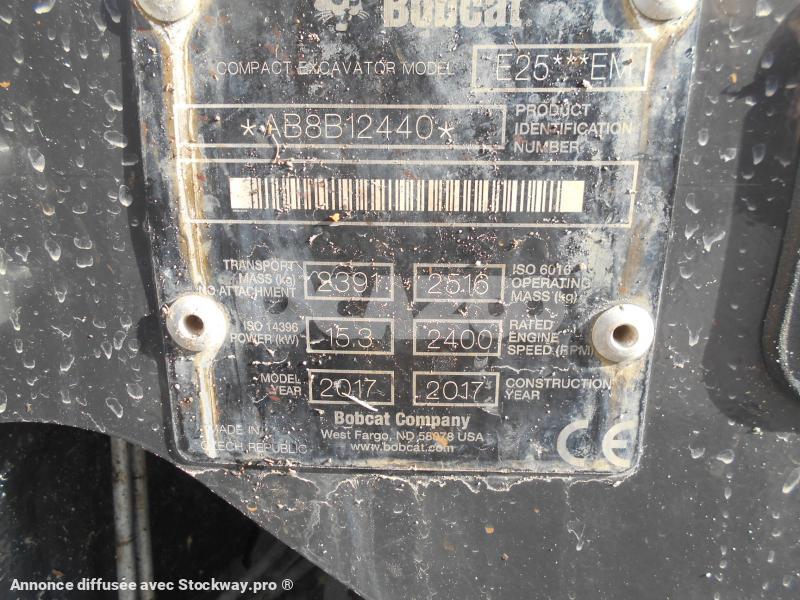 Bobcat
COMPACT EXCAVATOR MODEL E25***EM
*AB8B12440* PRODUCT IDENTIFICATION NUMBER
TRANSPORT MASS (kg) NO ATTACHMENT 2391 2516 ISO 6016 OPERATING MASS (kg)
ISO 14396 POWER (kW) 15.3 2400 RATED ENGINE SPEED (RPM)
MODEL YEAR 2017 2017 CONSTRUCTION YEAR
Bobcat Company
West Fargo, ND 58078 USA
www.bobcat.com
MADE IN
CZECH REPUBLIC
CE
Annonce diffusée avec Stockway.pro ®